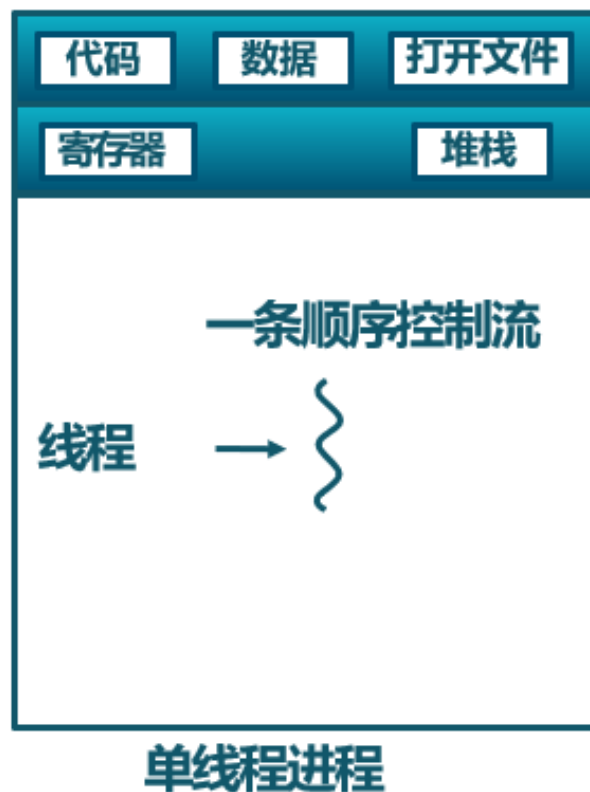 代码 数据 打开文件
寄存器 堆栈
一条顺序控制流
线程
单线程进程